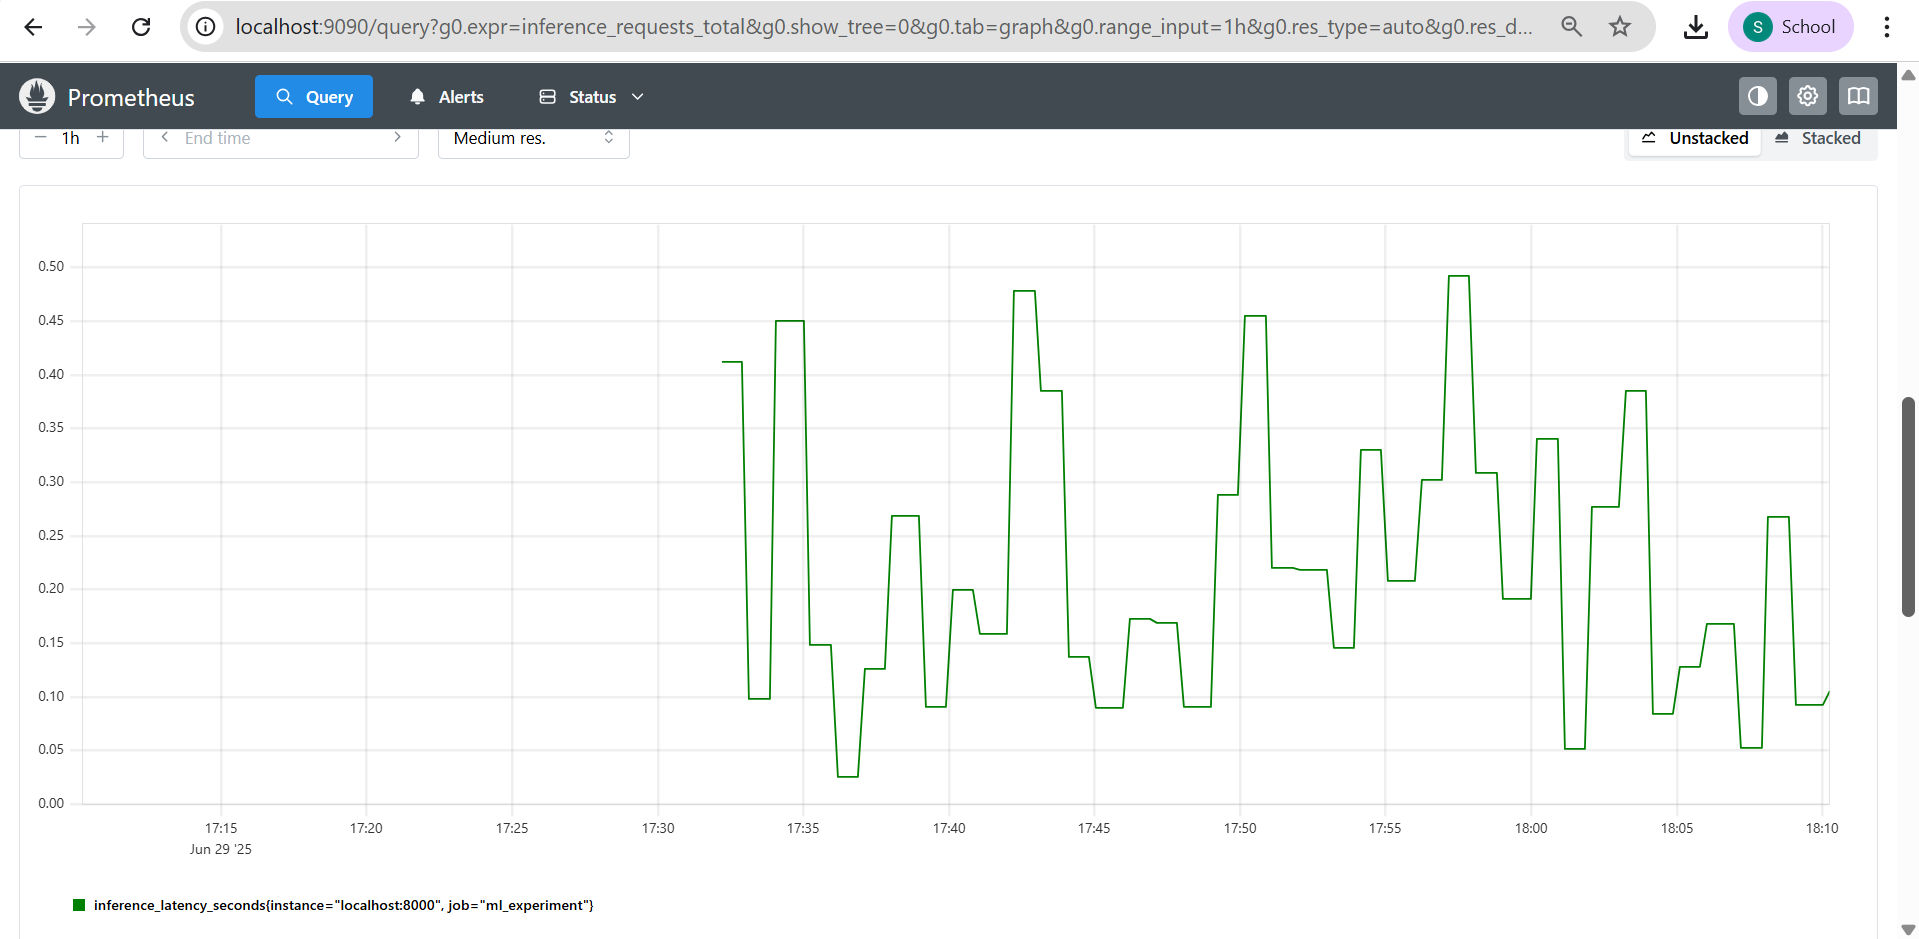 localhost:9090/query?g0.expr=inference_requests_total&g0.show_tree=0&g0.tab=graph&g0.range_input=1h&g0.res_type=auto&g0.res_d...
S School
Prometheus Query Alerts Status
− 1h + End time Medium res. Unstacked Stacked
0.50
0.45
0.40
0.35
0.30
0.25
0.20
0.15
0.10
0.05
0.00
17:15 17:20 17:25 17:30 17:35 17:40 17:45 17:50 17:55 18:00 18:05 18:10
Jun 29 '25
inference_latency_seconds{instance="localhost:8000", job="ml_experiment"}